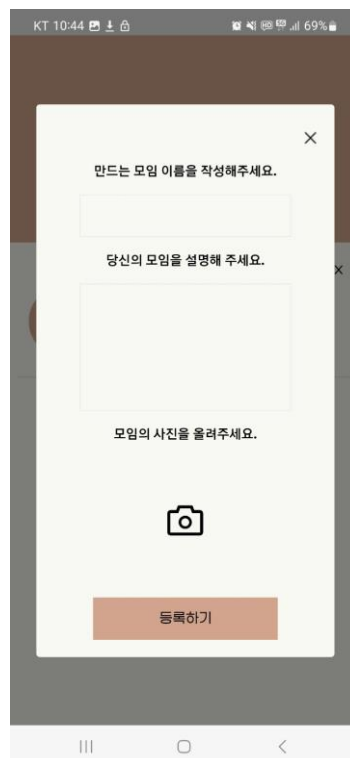 KT 10:44 69%
만드는 모임 이름을 작성해주세요.
당신의 모임을 설명해 주세요.
모임의 사진을 올려주세요.
등록하기